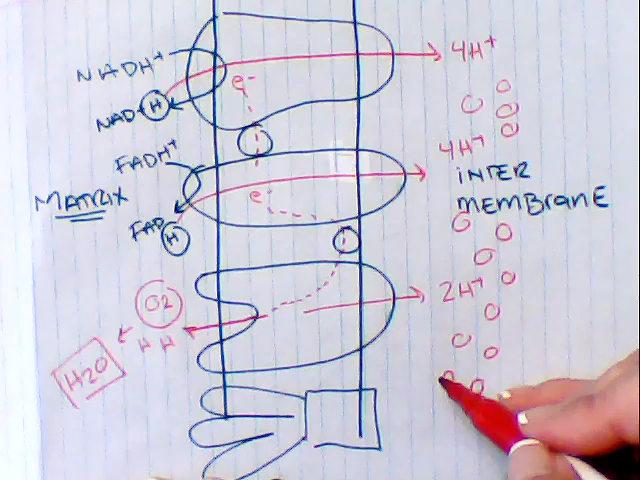 NADH+
4H+
e-
NAD
H
FADH+
4H+
INTER
MEMBRANE
MATRIX
e-
FAD
H
2H+
O2
H H
H2O